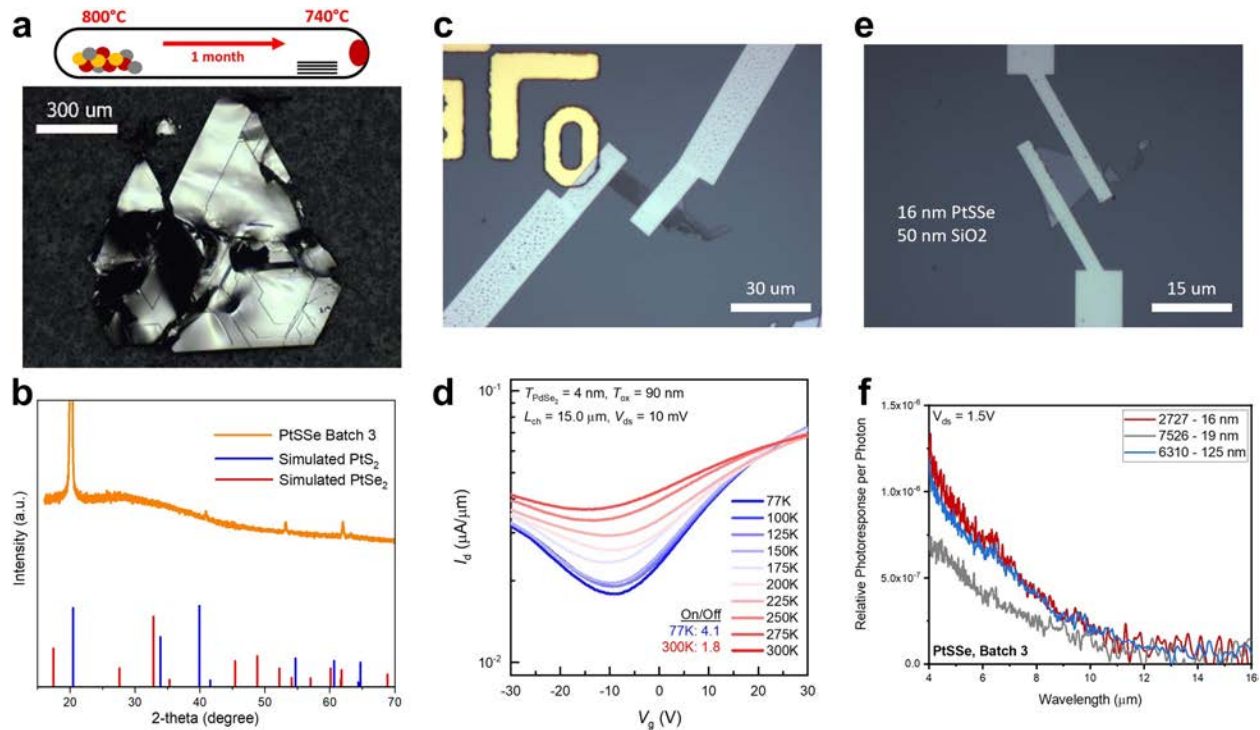 a
800°C
740°C
1 month
300 um
b
PtSSe Batch 3
Simulated PtS2
Simulated PtSe2
Intensity (a.u.)
20
30
40
50
60
70
2-theta (degree)
c
O
30 um
d
10-1
10-2
TPdSe2 = 4 nm, Tox = 90 nm
Lch = 15.0 μm, Vds = 10 mV
77K
100K
125K
150K
175K
200K
225K
250K
275K
300K
On/Off
77K: 4.1
300K: 1.8
Id (μA/μm)
-30
-20
-10
0
10
20
30
Vg (V)
e
16 nm PtSSe
50 nm SiO2
15 um
f
Vds = 1.5V
2727 - 16 nm
7526 - 19 nm
6310 - 125 nm
1.5x10-6
1.0x10-6
5.0x10-7
0.0
Relative Photoresponse per Photon
PtSSe, Batch 3
4
6
8
10
12
14
16
Wavelength (μm)